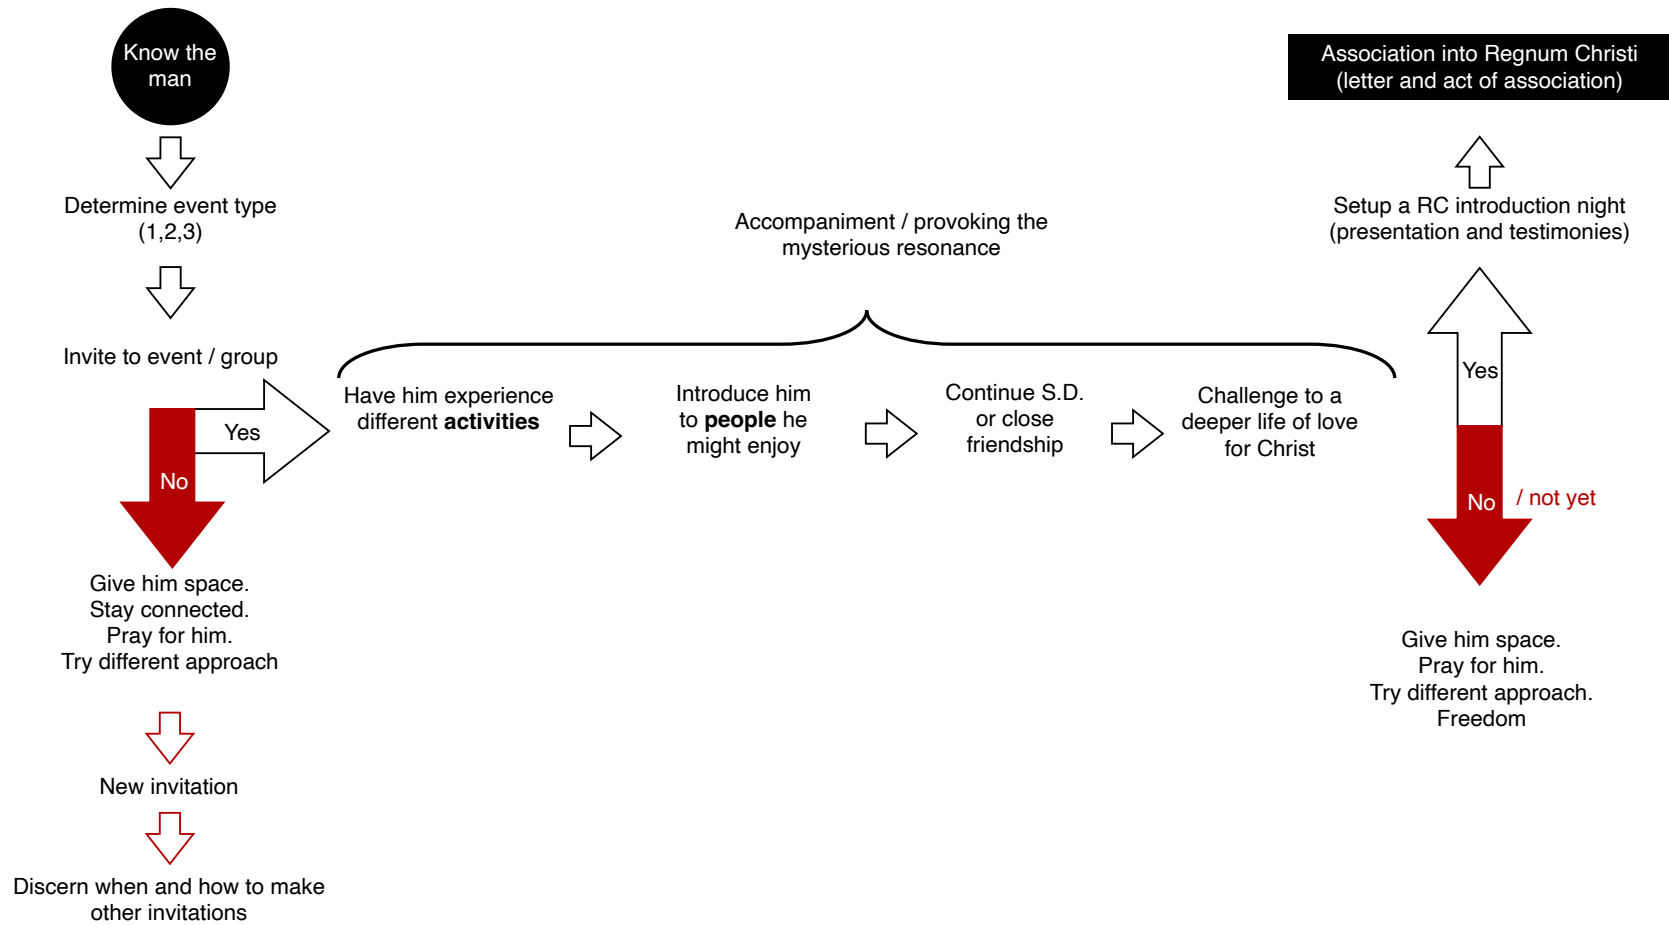 Know the
man
Determine event type
(1,2,3)
Invite to event / group
Yes
No
Give him space.
Stay connected.
Pray for him.
Try different approach
New invitation
Discern when and how to make
other invitations
Accompaniment / provoking the
mysterious resonance
Have him experience
different activities
Introduce him
to people he
might enjoy
Continue S.D.
or close
friendship
Challenge to a
deeper life of love
for Christ
Association into Regnum Christi
(letter and act of association)
Setup a RC introduction night
(presentation and testimonies)
Yes
No / not yet
Give him space.
Pray for him.
Try different approach.
Freedom